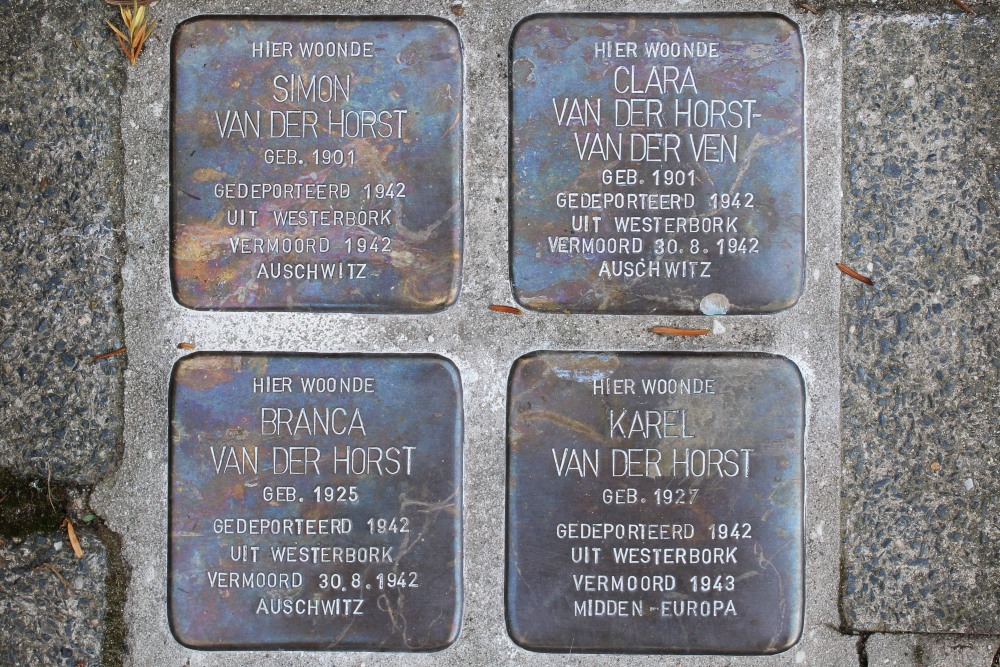 HIER WOONDE
SIMON
VAN DER HORST
GEB. 1901
GEDEPORTEERD 1942
UIT WESTERBORK
VERMOORD 1942
AUSCHWITZ
HIER WOONDE
CLARA
VAN DER HORST-
VAN DER VEN
GEB. 1901
GEDEPORTEERD 1942
UIT WESTERBORK
VERMOORD 30.8.1942
AUSCHWITZ
HIER WOONDE
BRANCA
VAN DER HORST
GEB. 1925
GEDEPORTEERD 1942
UIT WESTERBORK
VERMOORD 30.8.1942
AUSCHWITZ
HIER WOONDE
KAREL
VAN DER HORST
GEB. 1927
GEDEPORTEERD 1942
UIT WESTERBORK
VERMOORD 1943
MIDDEN-EUROPA